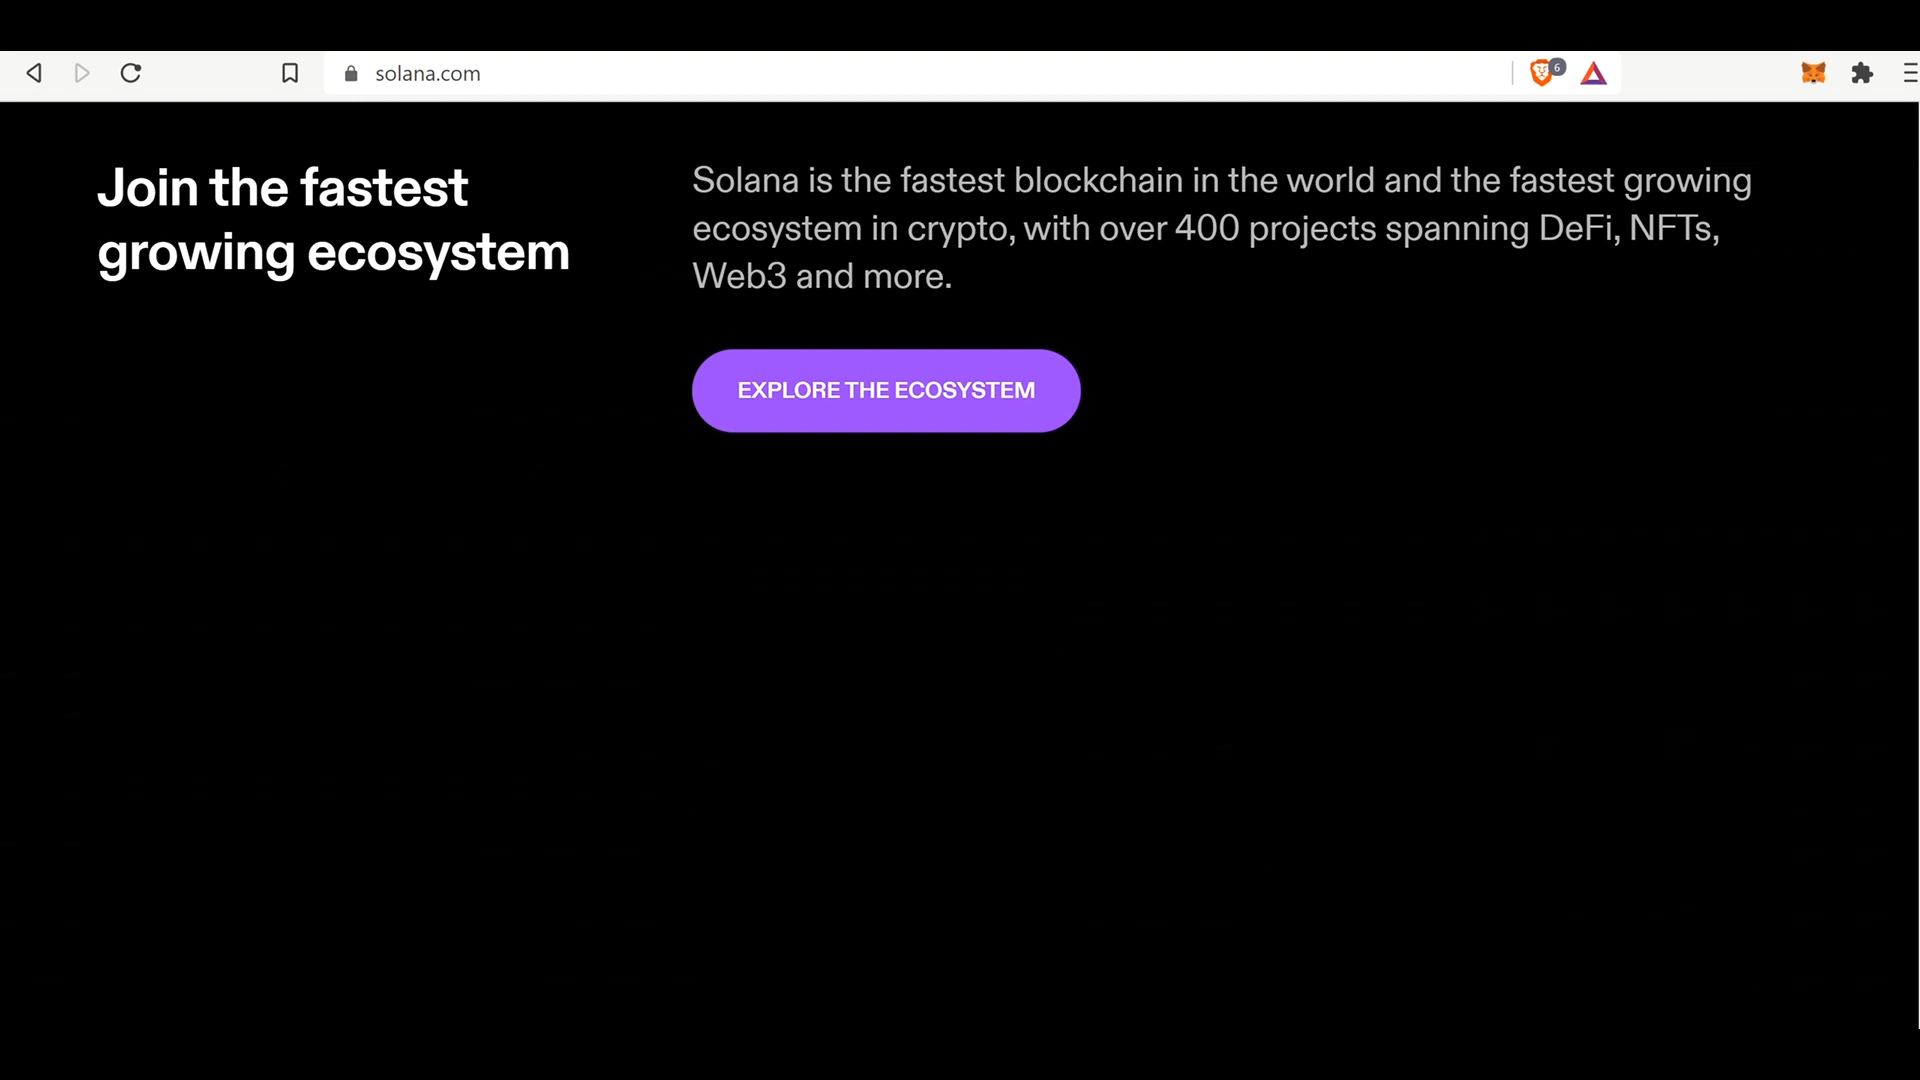 solana.com
6
Join the fastest
growing ecosystem
Solana is the fastest blockchain in the world and the fastest growing
ecosystem in crypto, with over 400 projects spanning DeFi, NFTs,
Web3 and more.
EXPLORE THE ECOSYSTEM